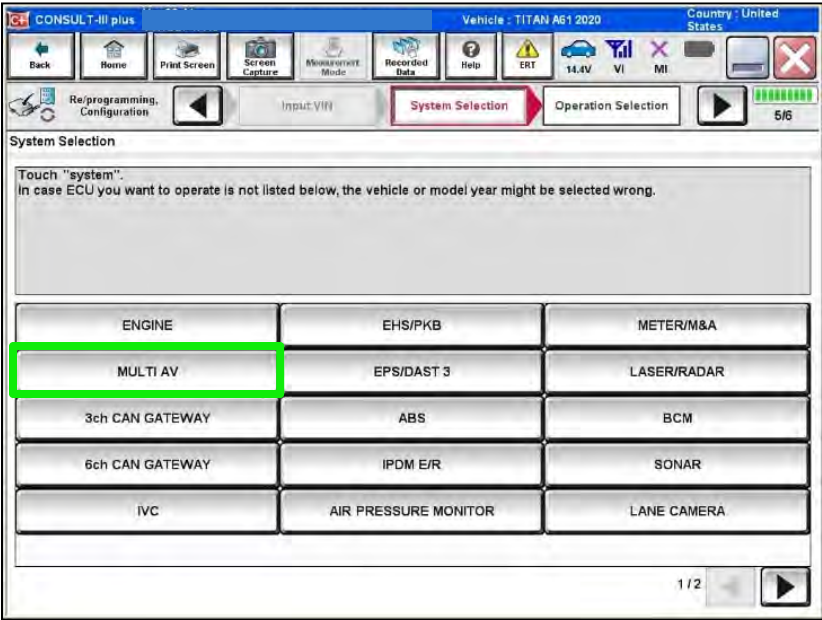 CONSULT-III plus
Vehicle : TITAN A61 2020
Country : United
States
Back
Home
Print Screen
Screen
Capture
Measurement
Mode
Recorded
Data
Help
ERT
14.4V
VI
MI
Re/programming,
Configuration
Input VIN
System Selection
Operation Selection
5/6
System Selection
Touch "system".
In case ECU you want to operate is not listed below, the vehicle or model year might be selected wrong.
ENGINE
EHS/PKB
METER/M&A
MULTI AV
EPS/DAST 3
LASER/RADAR
3ch CAN GATEWAY
ABS
BCM
6ch CAN GATEWAY
IPDM E/R
SONAR
IVC
AIR PRESSURE MONITOR
LANE CAMERA
1/2